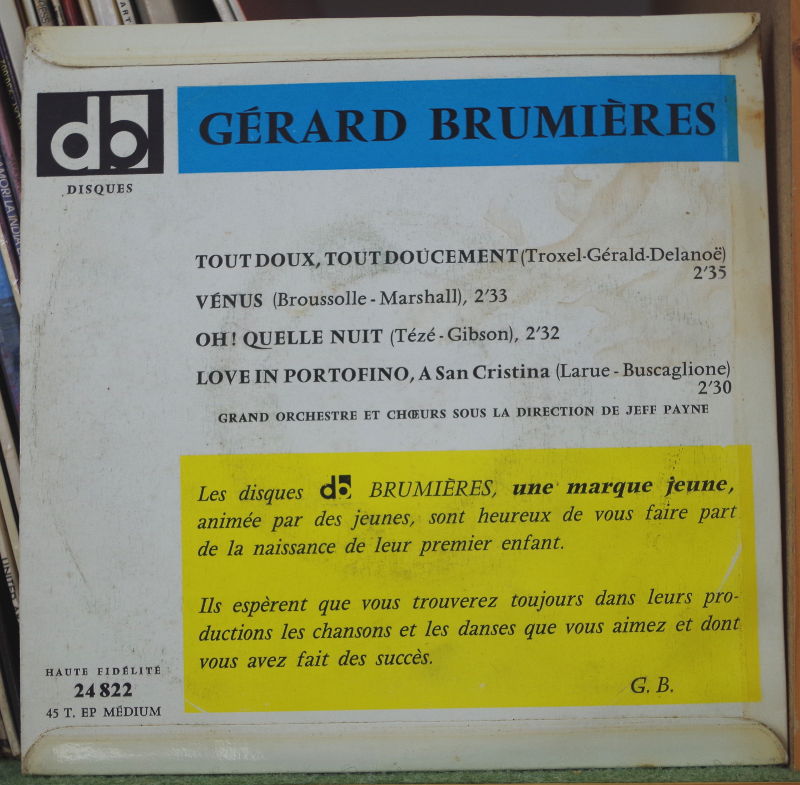 db
DISQUES
GÉRARD BRUMIÈRES
TOUT DOUX, TOUT DOUCEMENT (Troxel-Gérald-Delanoë)
2'35
VÉNUS (Broussolle - Marshall), 2'33
OH! QUELLE NUIT (Tézé - Gibson), 2'32
LOVE IN PORTOFINO, A San Cristina (Larue - Buscaglione)
2'30
GRAND ORCHESTRE ET CHŒURS SOUS LA DIRECTION DE JEFF PAYNE
Les disques db BRUMIÈRES, une marque jeune,
animée par des jeunes, sont heureux de vous faire part
de la naissance de leur premier enfant.
Ils espèrent que vous trouverez toujours dans leurs pro-
ductions les chansons et les danses que vous aimez et dont
vous avez fait des succès.
G. B.
HAUTE FIDÉLITÉ
24 822
45 T. EP MÉDIUM